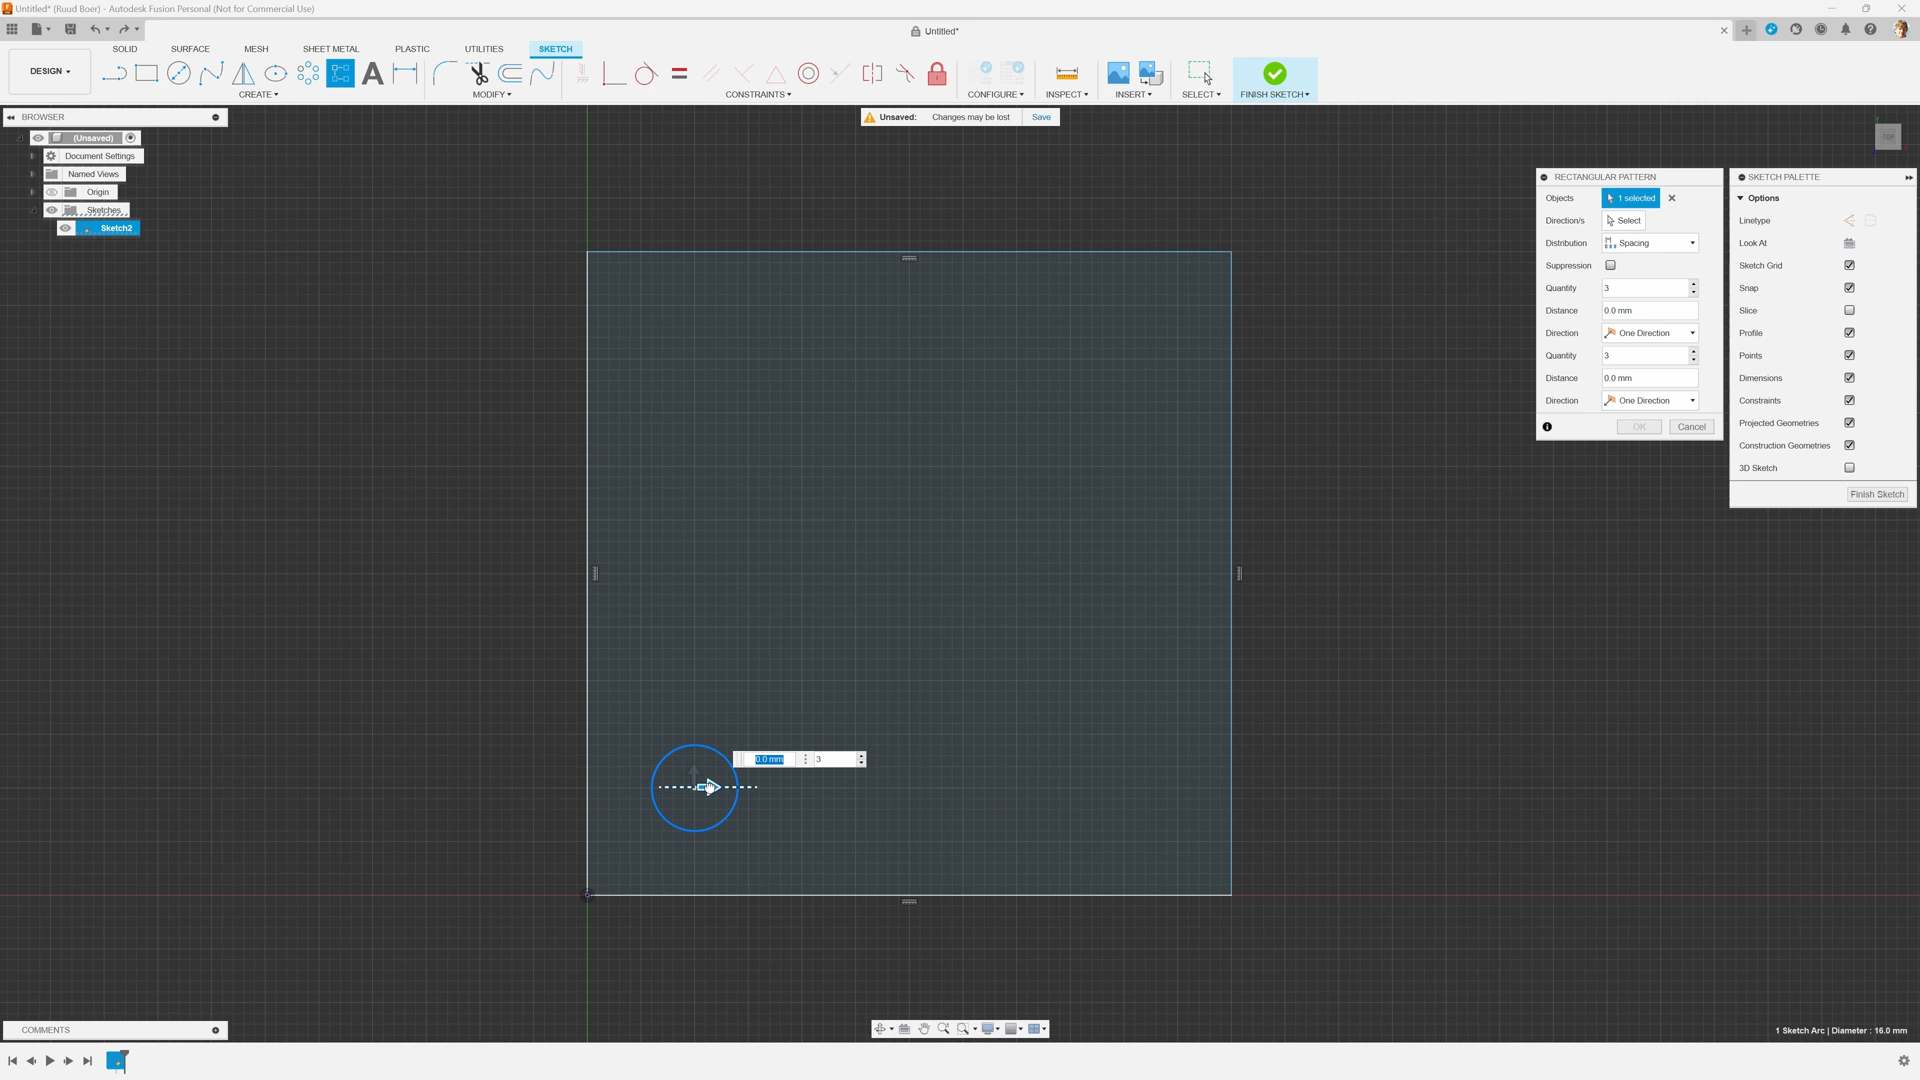 Untitled* (Ruud Boer) - Autodesk Fusion Personal (Not for Commercial Use)
Untitled*
SOLID SURFACE MESH SHEET METAL PLASTIC UTILITIES SKETCH
DESIGN
CREATE MODIFY CONSTRAINTS CONFIGURE INSPECT INSERT SELECT FINISH SKETCH
BROWSER
Unsaved: Changes may be lost Save
(Unsaved)
Document Settings
Named Views
Origin
Sketches
Sketch2
TOP
RECTANGULAR PATTERN
Objects 1 selected
Direction/s Select
Distribution Spacing
Suppression
Quantity 3
Distance 0.0 mm
Direction One Direction
Quantity 3
Distance 0.0 mm
Direction One Direction
OK Cancel
SKETCH PALETTE
Options
Linetype
Look At
Sketch Grid
Snap
Slice
Profile
Points
Dimensions
Constraints
Projected Geometries
Construction Geometries
3D Sketch
Finish Sketch
0.0 mm 3
COMMENTS
1 Sketch Arc | Diameter : 16.0 mm